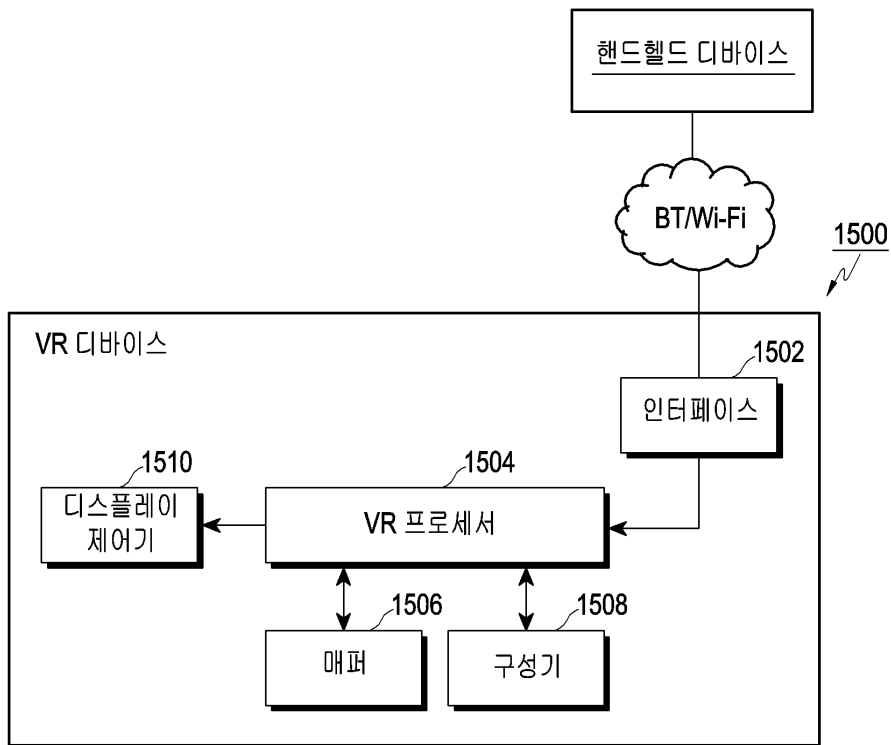 핸드헬드 디바이스
BT/Wi-Fi
1500
VR 디바이스
1502
인터페이스
1510
디스플레이
제어기
1504
VR 프로세서
1506
매퍼
1508
구성기